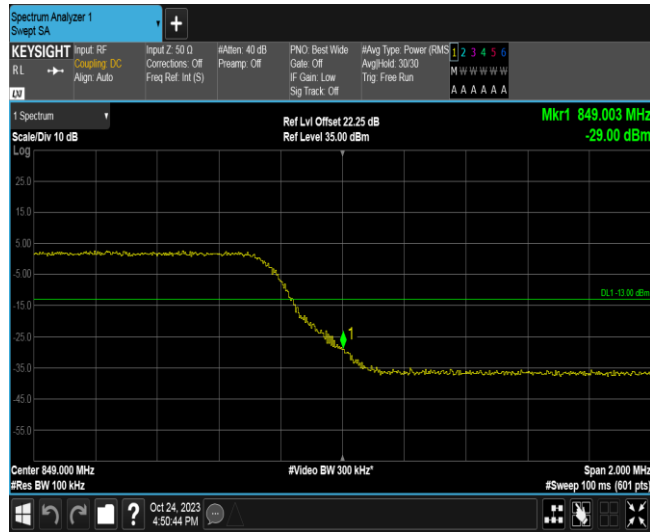 Spectrum Analyzer 1
Swept SA
+
KEYSIGHT
RL
LXI
Input: RF
Coupling: DC
Align: Auto
Input Z: 50 Ω
Corrections: Off
Freq Ref: Int (S)
#Atten: 40 dB
Preamp: Off
PNO: Best Wide
Gate: Off
IF Gain: Low
Sig Track: Off
#Avg Type: Power (RMS
Avg|Hold: 30/30
Trig: Free Run
1 2 3 4 5 6
M W W W W W
A A A A A A
1 Spectrum
Scale/Div 10 dB
Log
Ref Lvl Offset 22.25 dB
Ref Level 35.00 dBm
Mkr1 849.003 MHz
-29.00 dBm
25.0
15.0
5.00
-5.00
DL1 -13.00 dBm
-15.0
-25.0
1
-35.0
-45.0
-55.0
Center 849.000 MHz
#Res BW 100 kHz
#Video BW 300 kHz*
Span 2.000 MHz
#Sweep 100 ms (601 pts)
?
Oct 24, 2023
4:50:44 PM